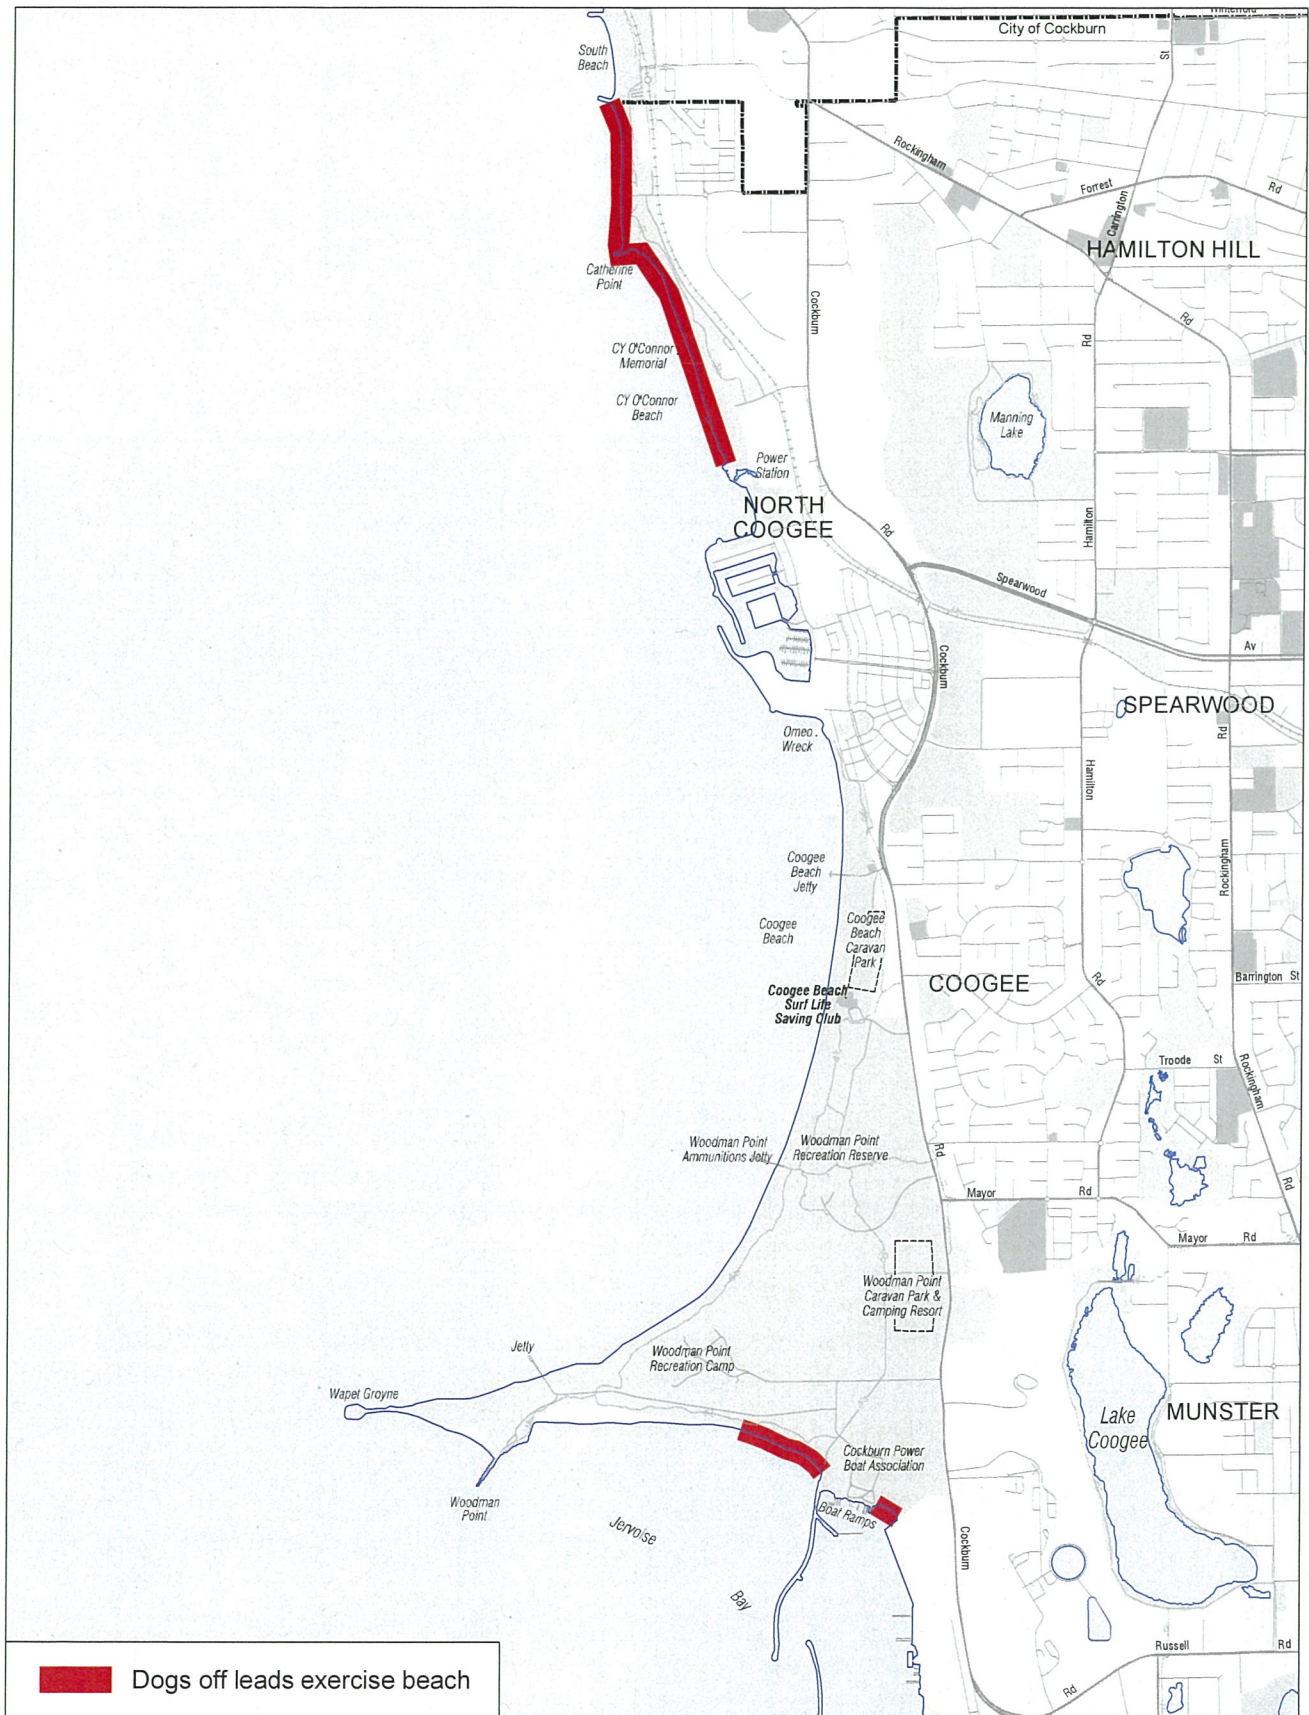 Winterfold
City of Cockburn
South
Beach
St
Rockingham
Forrest
Rd
Carrington
HAMILTON HILL
Catherine
Point
Cockburn
Rd
Rd
CY O'Connor
Memorial
CY O'Connor
Beach
Manning
Lake
Power
Station
NORTH
COOGEE
Rd
Hamilton
Spearwood
Av
Cockburn
SPEARWOOD
Rd
Omeo
Wreck
Hamilton
Coogee
Beach
Jetty
Rockingham
Coogee
Beach
Coogee
Beach
Caravan
Park
Barrington St
Rd
COOGEE
Coogee Beach
Surf Life
Saving Club
Troode St
Rockingham
Woodman Point
Ammunitions Jetty
Woodman Point
Recreation Reserve
Rd
Mayor Rd
Rd
Mayor Rd
Woodman Point
Caravan Park &
Camping Resort
Jetty
Woodman Point
Recreation Camp
Wapet Groyne
Lake
Coogee
MUNSTER
Cockburn Power
Boat Association
Woodman
Point
Boat Ramps
Jervoise
Bay
Cockburn
Russell Rd
Rd
Dogs off leads exercise beach